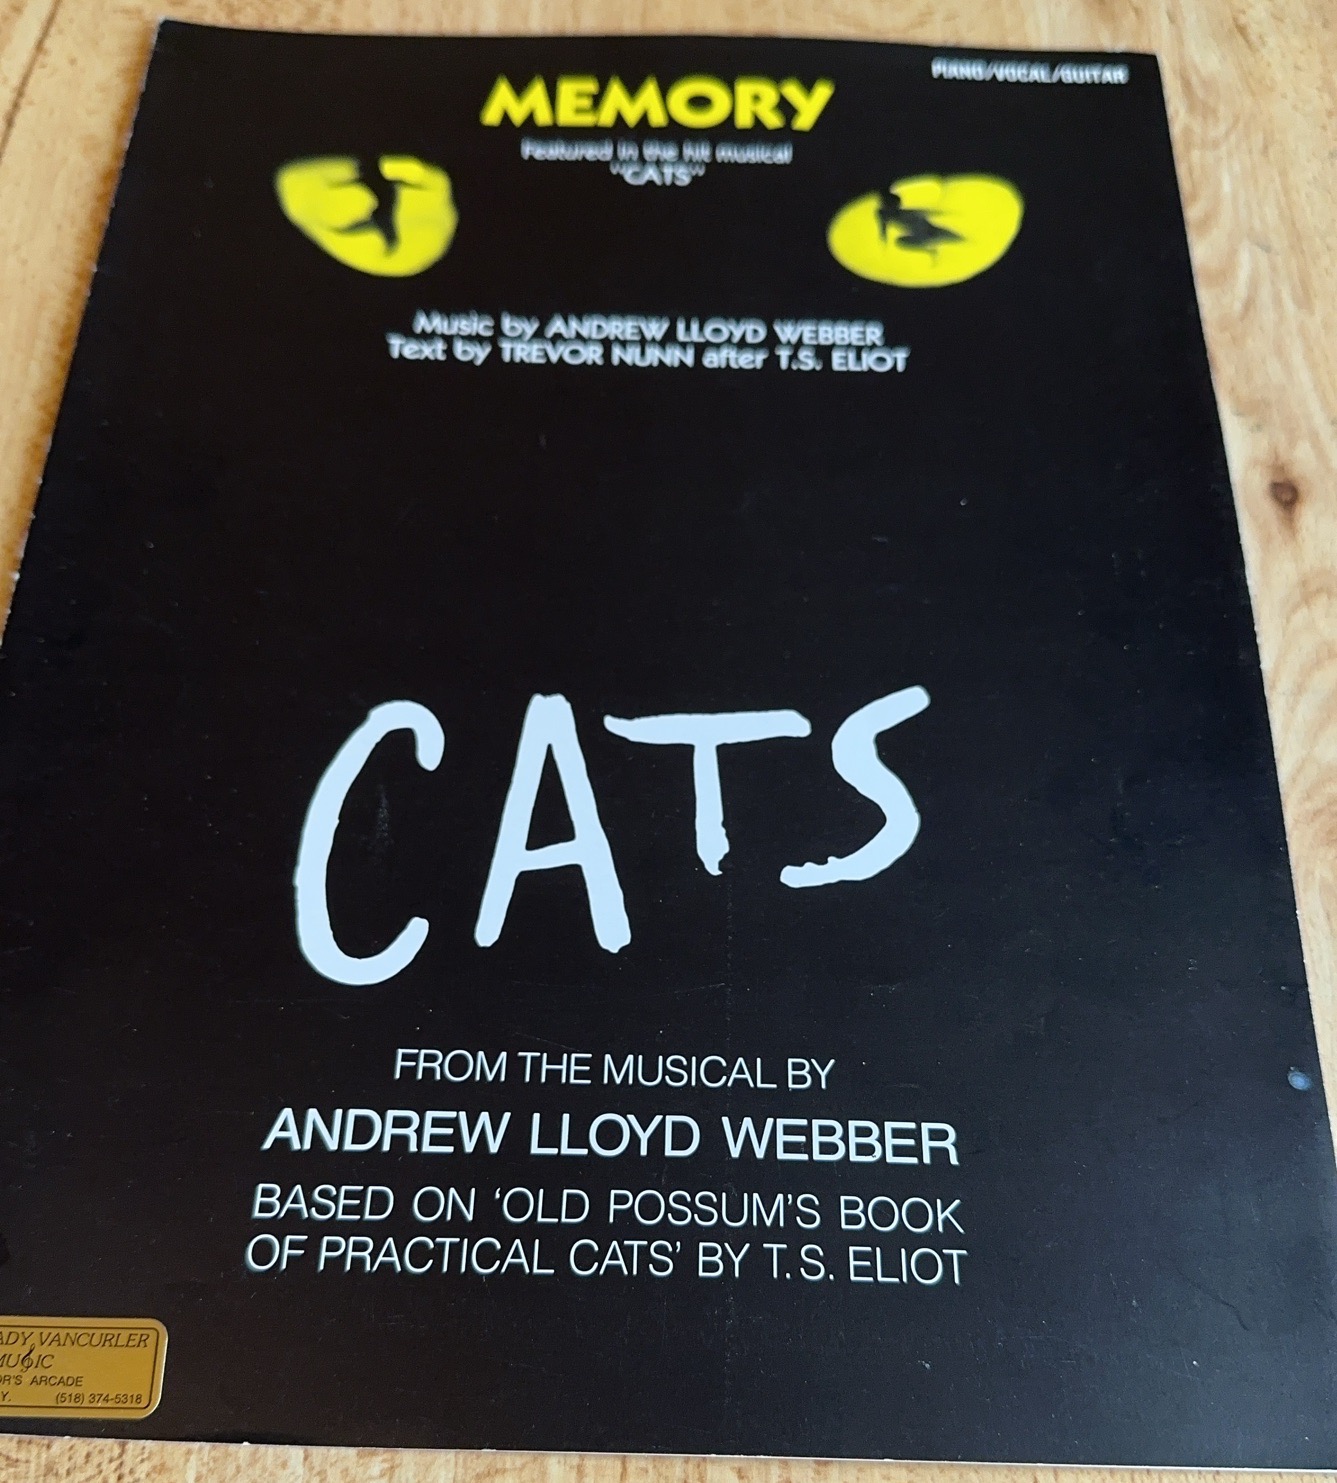 PIANO/VOCAL/GUITAR
MEMORY
Featured in the hit musical
"CATS"
Music by ANDREW LLOYD WEBBER
Text by TREVOR NUNN after T.S. ELIOT
CATS
FROM THE MUSICAL BY
ANDREW LLOYD WEBBER
BASED ON ‘OLD POSSUM’S BOOK
OF PRACTICAL CATS’ BY T.S. ELIOT
ADY VANCURLER
MUSIC
OR'S ARCADE
Y. (518) 374-5318